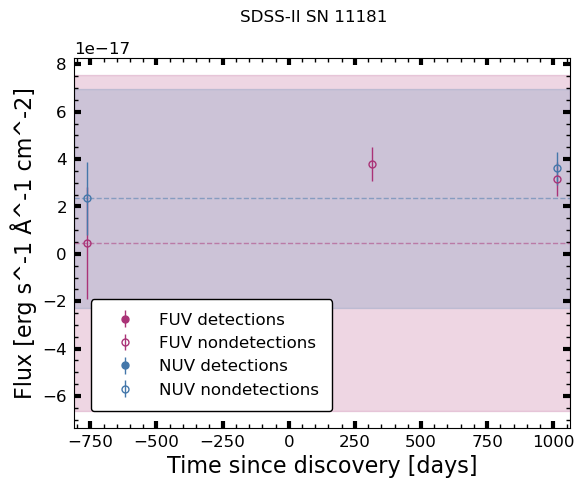 SDSS-II SN 11181
1e−17
8
6
4
2
0
−2
−4
−6
Flux [erg s^-1 Å^-1 cm^-2]
FUV detections
FUV nondetections
NUV detections
NUV nondetections
−750 −500 −250 0 250 500 750 1000
Time since discovery [days]